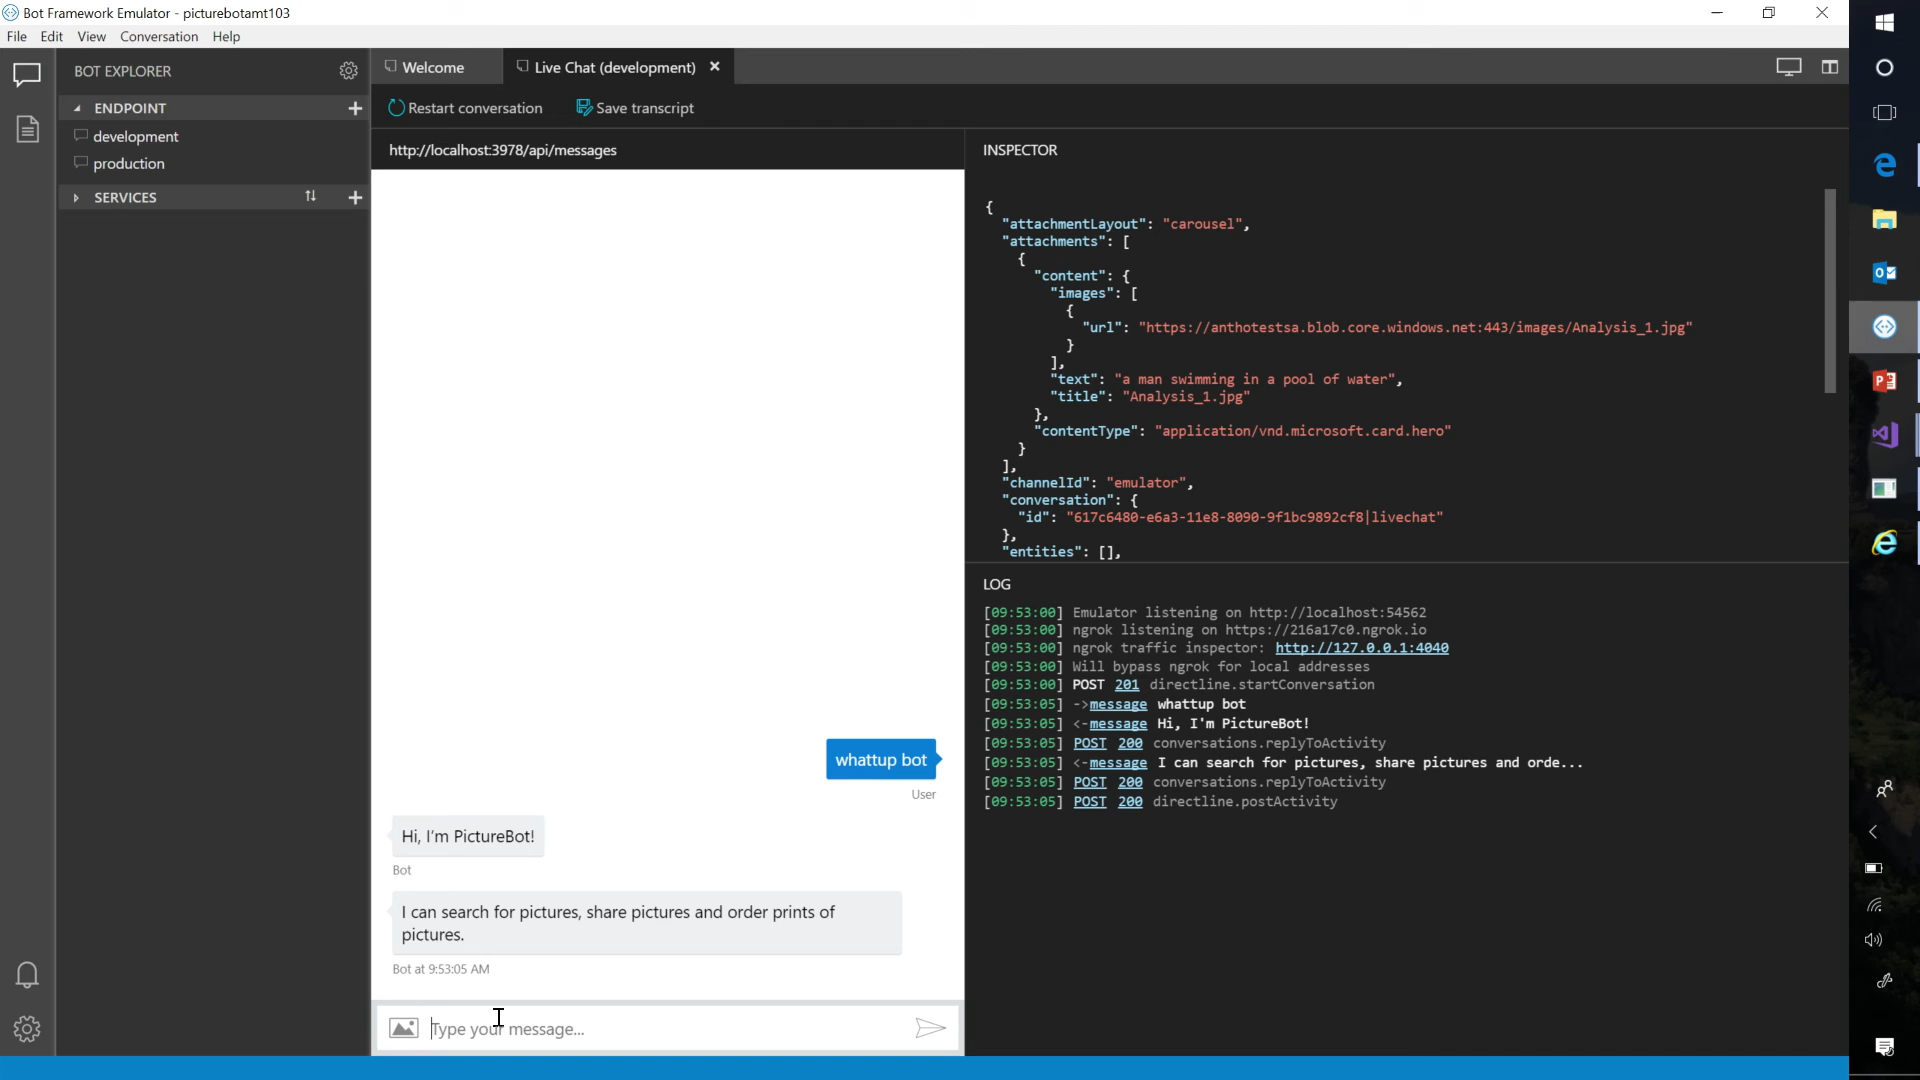 Bot Framework Emulator - picturebotamt103
File Edit View Conversation Help
BOT EXPLORER
ENDPOINT
development
production
SERVICES
Welcome
Live Chat (development)
Restart conversation
Save transcript
http://localhost:3978/api/messages
whattup bot
User
Hi, I'm PictureBot!
Bot
I can search for pictures, share pictures and order prints of
pictures.
Bot at 9:53:05 AM
Type your message...
INSPECTOR
{
"attachmentLayout": "carousel",
"attachments": [
{
"content": {
"images": [
{
"url": "https://anthotestsa.blob.core.windows.net:443/images/Analysis_1.jpg"
}
],
"text": "a man swimming in a pool of water",
"title": "Analysis_1.jpg"
},
"contentType": "application/vnd.microsoft.card.hero"
}
],
"channelId": "emulator",
"conversation": {
"id": "617c6480-e6a3-11e8-8090-9f1bc9892cf8|livechat"
},
"entities": [],
LOG
[09:53:00] Emulator listening on http://localhost:54562
[09:53:00] ngrok listening on https://216a17c0.ngrok.io
[09:53:00] ngrok traffic inspector: http://127.0.0.1:4040
[09:53:00] Will bypass ngrok for local addresses
[09:53:00] POST 201 directline.startConversation
[09:53:05] ->message whattup bot
[09:53:05] <-message Hi, I'm PictureBot!
[09:53:05] POST 200 conversations.replyToActivity
[09:53:05] <-message I can search for pictures, share pictures and orde...
[09:53:05] POST 200 conversations.replyToActivity
[09:53:05] POST 200 directline.postActivity